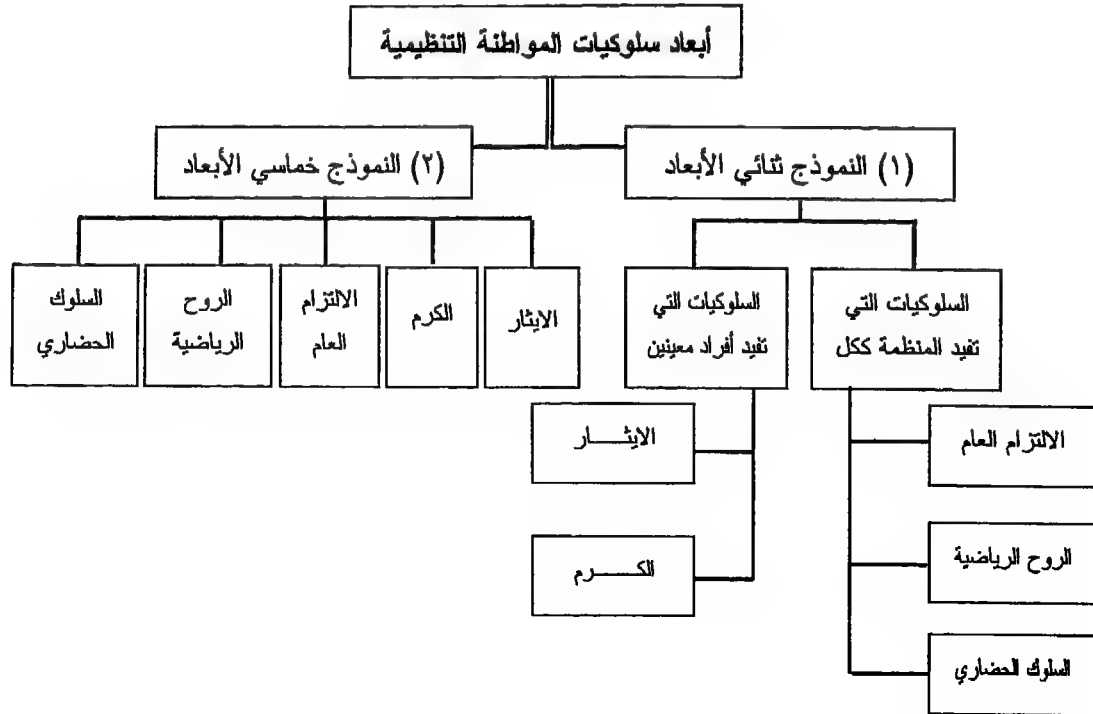 أبعاد سلوكيات المواطنة التنظيمية
(١) النموذج ثنائي الأبعاد
(٢) النموذج خماسي الأبعاد
السلوكيات التي
تفيد المنظمة ككل
السلوكيات التي
تفيد أفراد معينين
الايثار
الكرم
الالتزام
العام
الروح
الرياضية
السلوك
الحضاري
الالتزام العام
الروح الرياضية
السلوك الحضاري
الايثـــــار
الكـــــرم